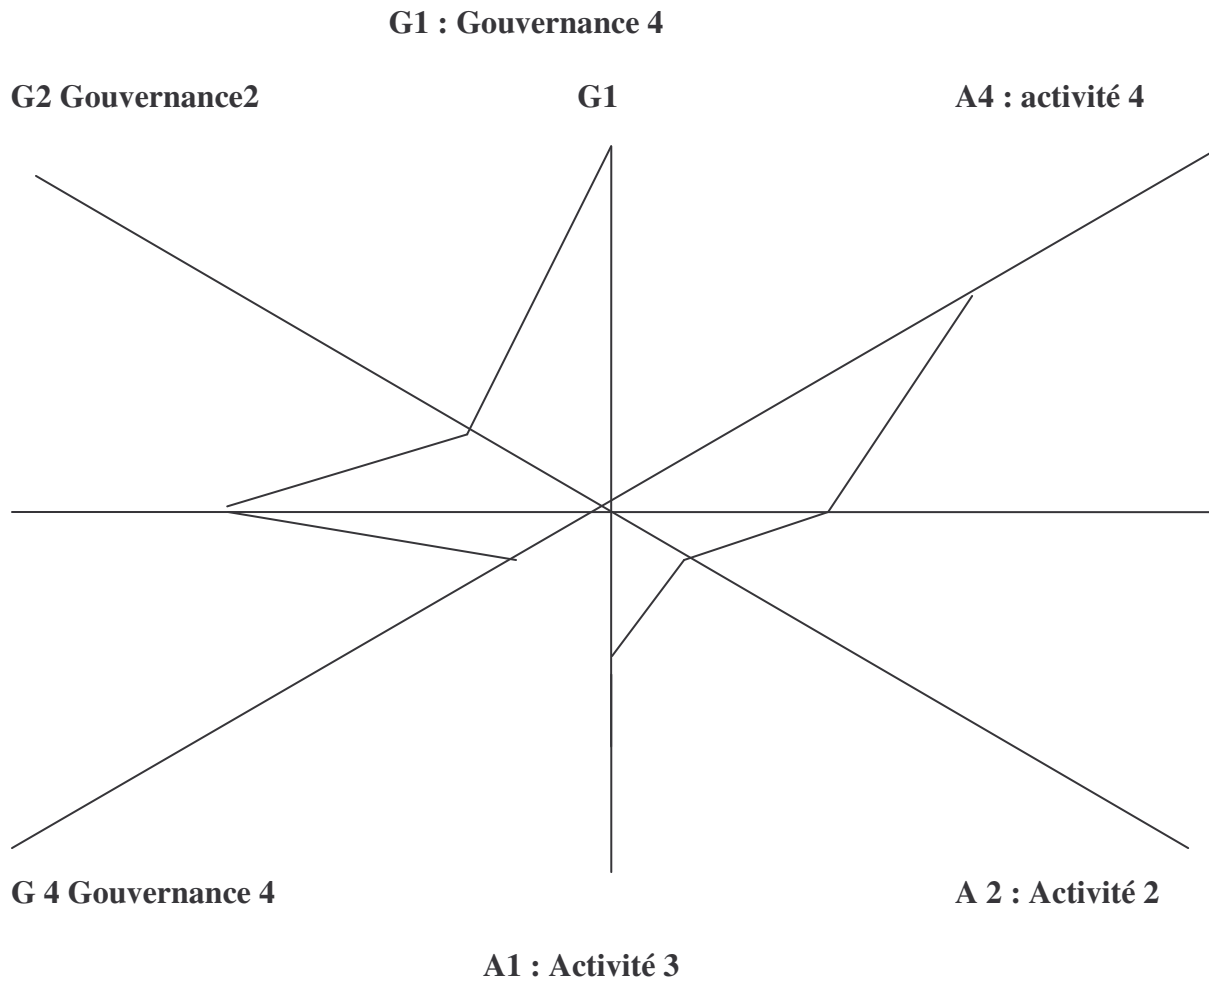 G1 : Gouvernance 4
G2 Gouvernance2
G1
A4 : activité 4
G 4 Gouvernance 4
A 2 : Activité 2
A1 : Activité 3